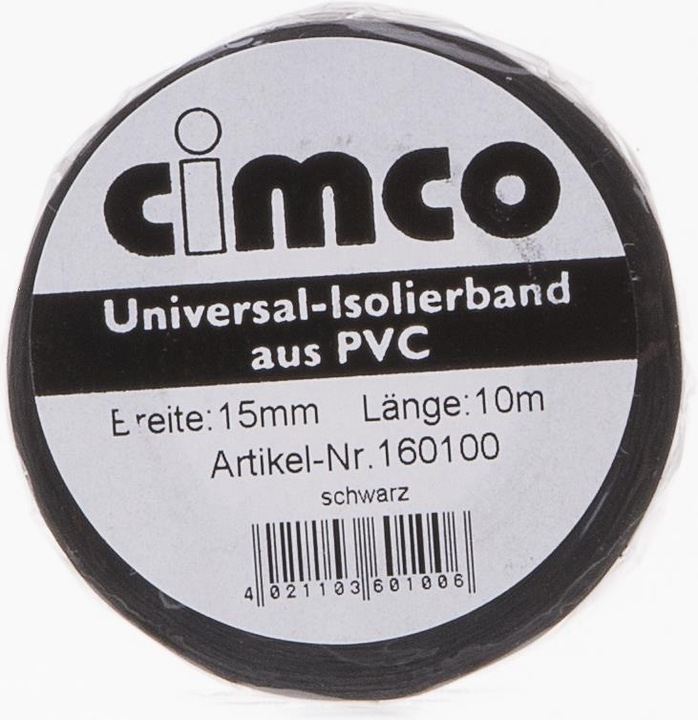 cimco
Universal-Isolierband
aus PVC
Breite:15mm Länge:10m
Artikel-Nr.160100
schwarz
4 021103 601006